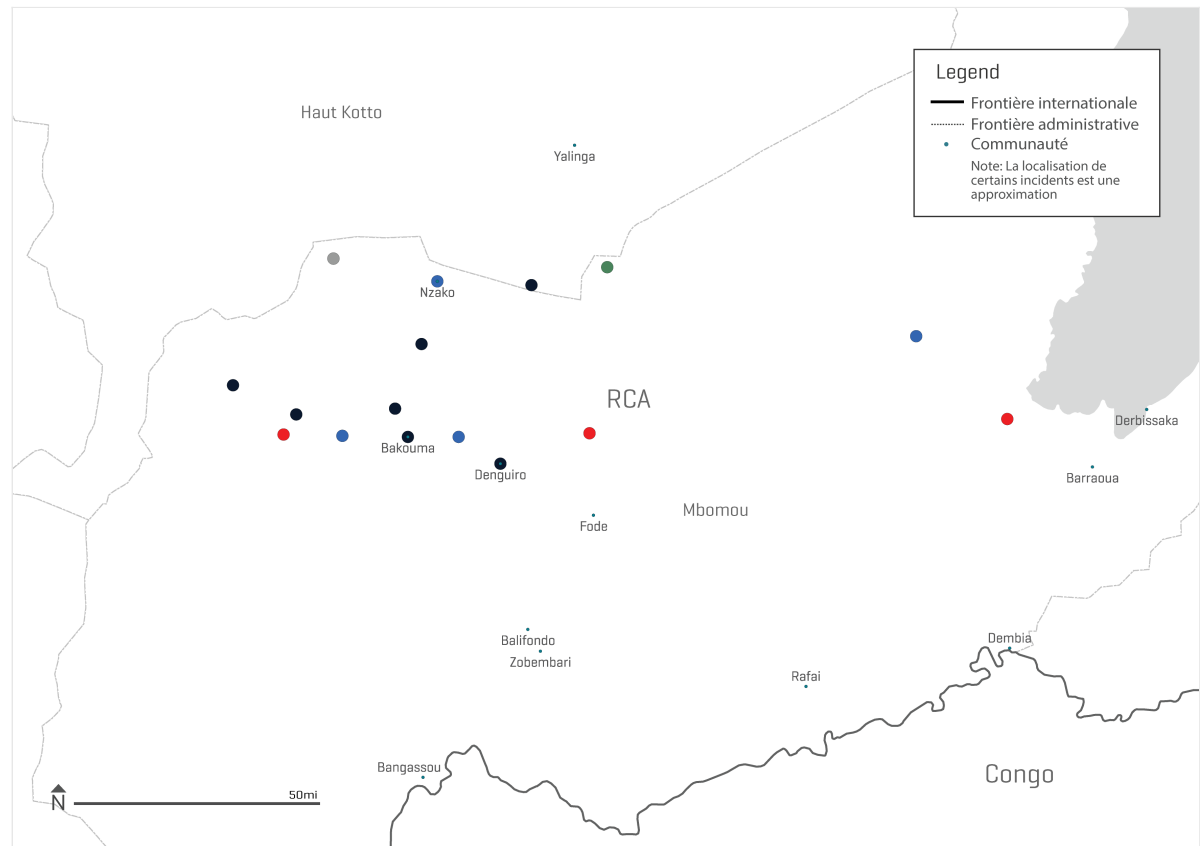 Legend
Frontière internationale
Frontière administrative
Communauté
Note: La localisation de
certains incidents est une
approximation
Haut Kotto
Yalinga
Nzako
RCA
Derbissaka
Bakouma
Denguiro
Barraoua
Mbomou
Fode
Dembia
Balifondo
Zobembari
Rafai
Bangassou
Congo
50mi
N